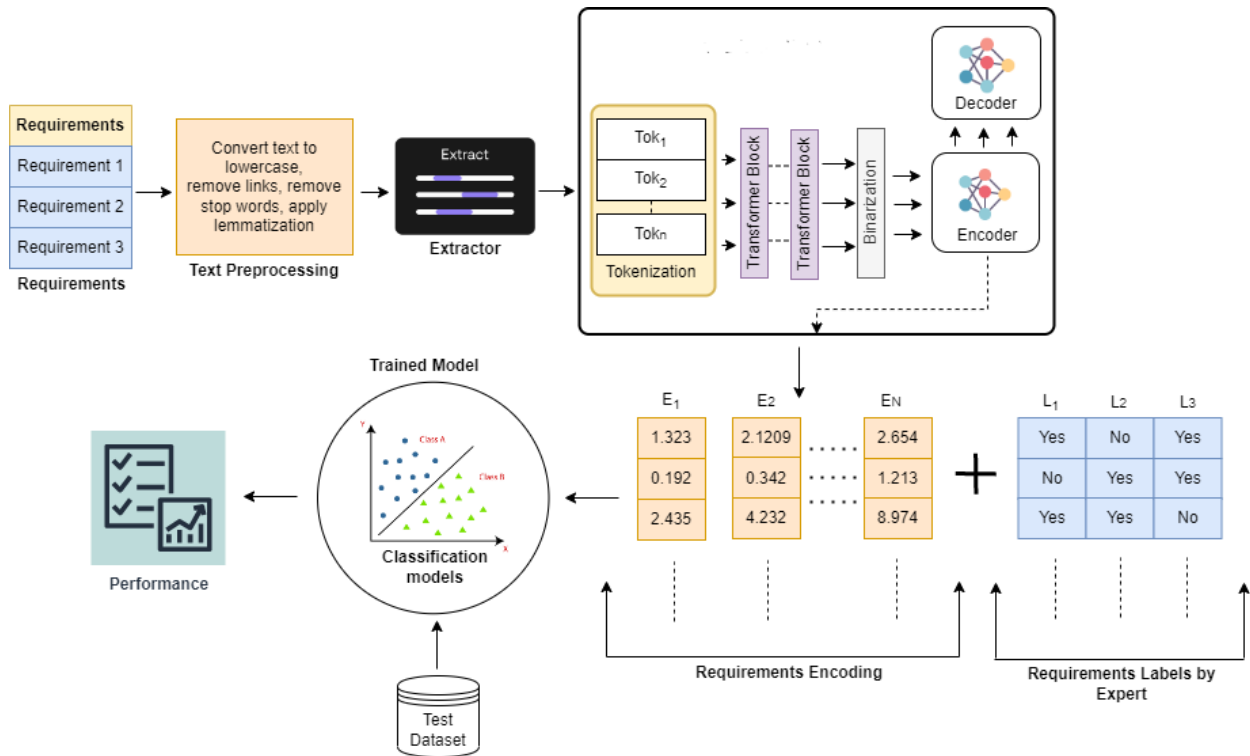 Requirements
Requirement 1
Requirement 2
Requirement 3
Requirements
Convert text to
lowercase,
remove links, remove
stop words, apply
lemmatization
Text Preprocessing
Extract
Extractor
Tok1
Tok2
Tokn
Tokenization
Transformer Block
Transformer Block
Binarization
Decoder
Encoder
Trained Model
Y
Class A
Class B
X
Classification
models
Performance
Test
Dataset
E1 E2 EN
1.323 2.1209 2.654
0.192 0.342 1.213
2.435 4.232 8.974
Requirements Encoding
+
L1 L2 L3
Yes No Yes
No Yes Yes
Yes Yes No
Requirements Labels by
Expert